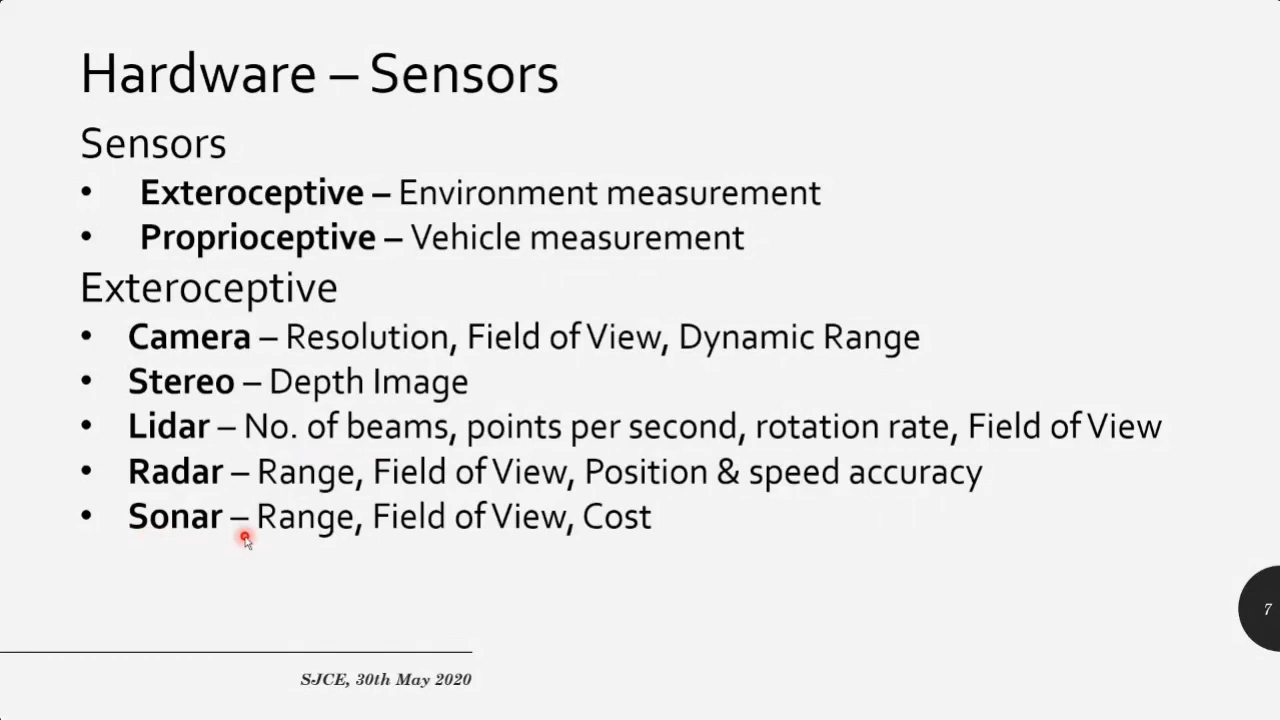 Hardware – Sensors
Sensors
• Exteroceptive – Environment measurement
• Proprioceptive – Vehicle measurement
Exteroceptive
• Camera – Resolution, Field of View, Dynamic Range
• Stereo – Depth Image
• Lidar – No. of beams, points per second, rotation rate, Field of View
• Radar – Range, Field of View, Position & speed accuracy
• Sonar – Range, Field of View, Cost
7
SJCE, 30th May 2020